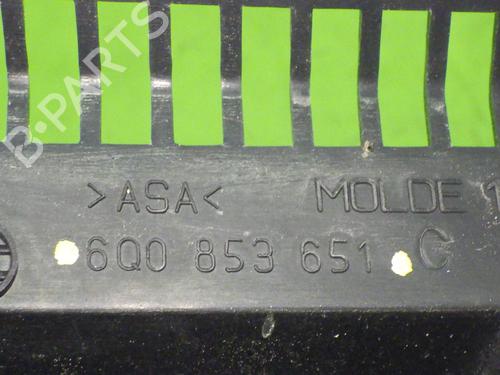 B-PARTS
>ASA< MOLDE 1
6Q0 853 651 C